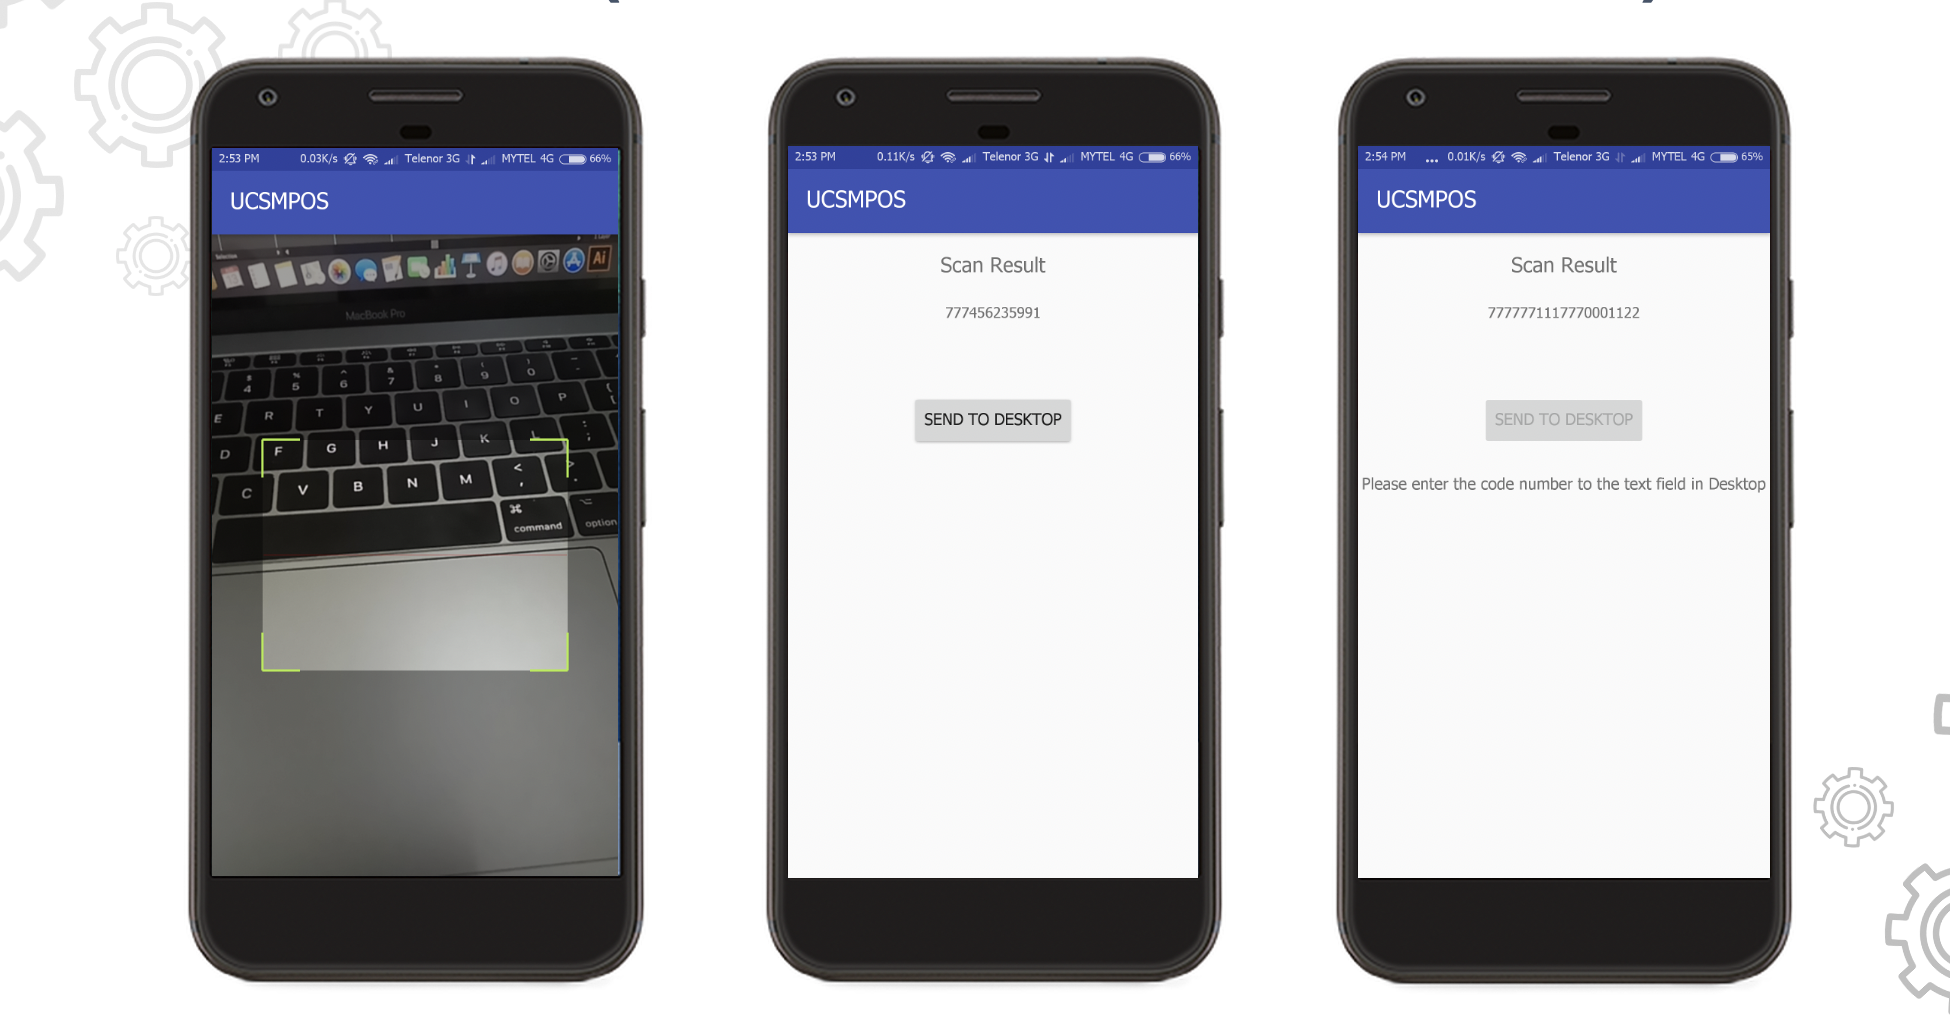 2:53 PM 0.03K/s Telenor 3G MYTEL 4G 66%
UCSMPOS
Ai
MacBook Pro
4 5 6 7 8 9 0
E R T Y U I O P
D F G H J K L
C V B N M < ,
⌘
command option
2:53 PM 0.11K/s Telenor 3G MYTEL 4G 66%
UCSMPOS
Scan Result
777456235991
SEND TO DESKTOP
2:54 PM ... 0.01K/s Telenor 3G MYTEL 4G 65%
UCSMPOS
Scan Result
7777771117770001122
SEND TO DESKTOP
Please enter the code number to the text field in Desktop